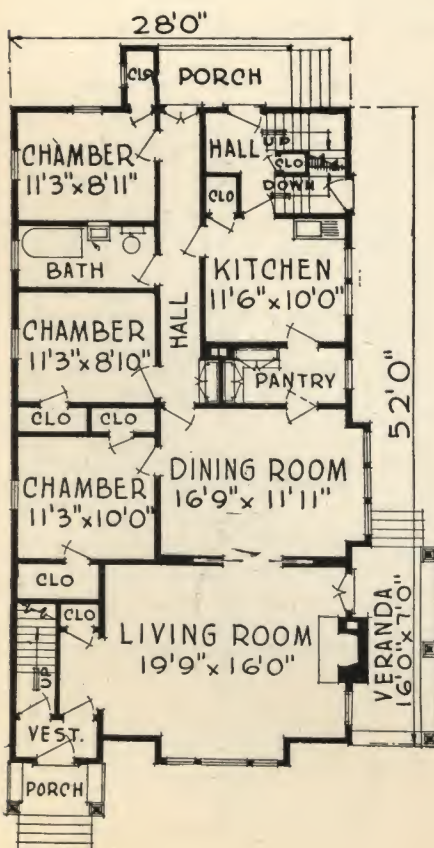 28'0"
CLO
PORCH
CHAMBER
11'3"x8'11"
HALL
UP
CLO
DOWN
CLO
BATH
KITCHEN
11'6"x10'0"
HALL
CHAMBER
11'3"x8'10"
PANTRY
52'0"
CLO
CLO
DINING ROOM
16'9"x11'11"
CHAMBER
11'3"x10'0"
CLO
CLO
LIVING ROOM
19'9"x16'0"
VERANDA
16'0"x7'0"
UP
VEST.
PORCH